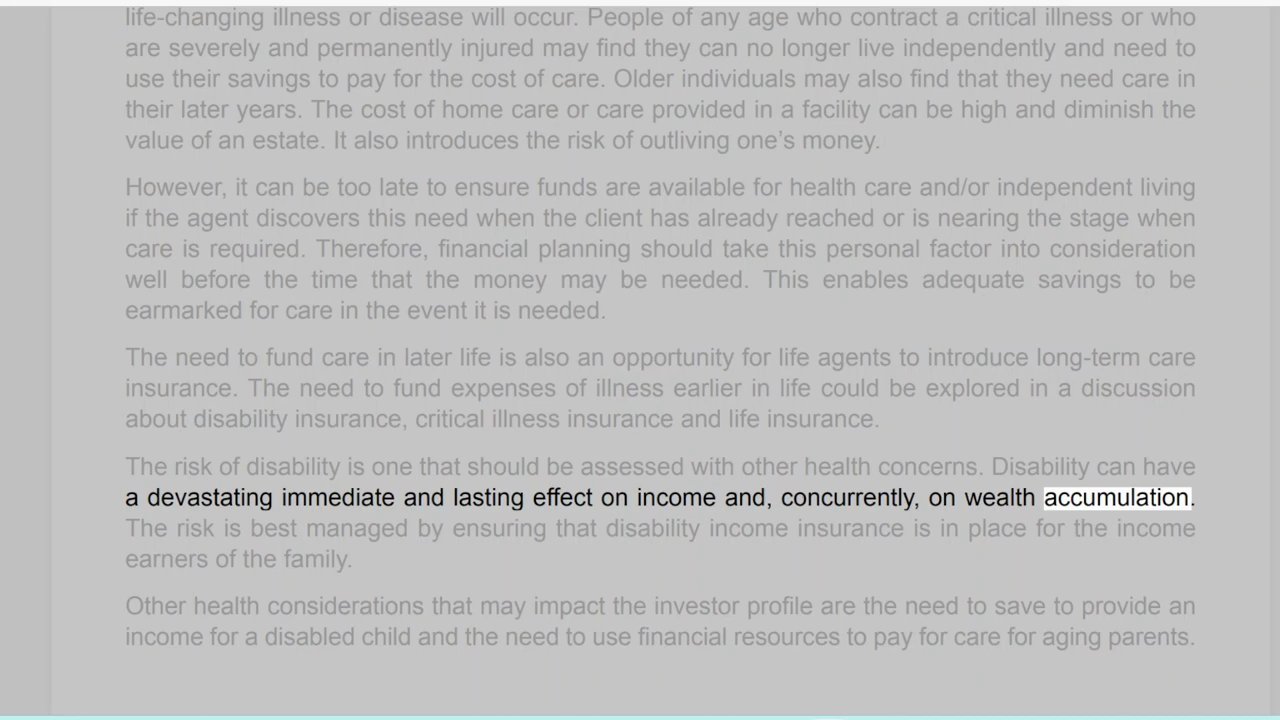 life-changing illness or disease will occur. People of any age who contract a critical illness or who
are severely and permanently injured may find they can no longer live independently and need to
use their savings to pay for the cost of care. Older individuals may also find that they need care in
their later years. The cost of home care or care provided in a facility can be high and diminish the
value of an estate. It also introduces the risk of outliving one’s money.
However, it can be too late to ensure funds are available for health care and/or independent living
if the agent discovers this need when the client has already reached or is nearing the stage when
care is required. Therefore, financial planning should take this personal factor into consideration
well before the time that the money may be needed. This enables adequate savings to be
earmarked for care in the event it is needed.
The need to fund care in later life is also an opportunity for life agents to introduce long-term care
insurance. The need to fund expenses of illness earlier in life could be explored in a discussion
about disability insurance, critical illness insurance and life insurance.
The risk of disability is one that should be assessed with other health concerns. Disability can have
a devastating immediate and lasting effect on income and, concurrently, on wealth accumulation.
The risk is best managed by ensuring that disability income insurance is in place for the income
earners of the family.
Other health considerations that may impact the investor profile are the need to save to provide an
income for a disabled child and the need to use financial resources to pay for care for aging parents.